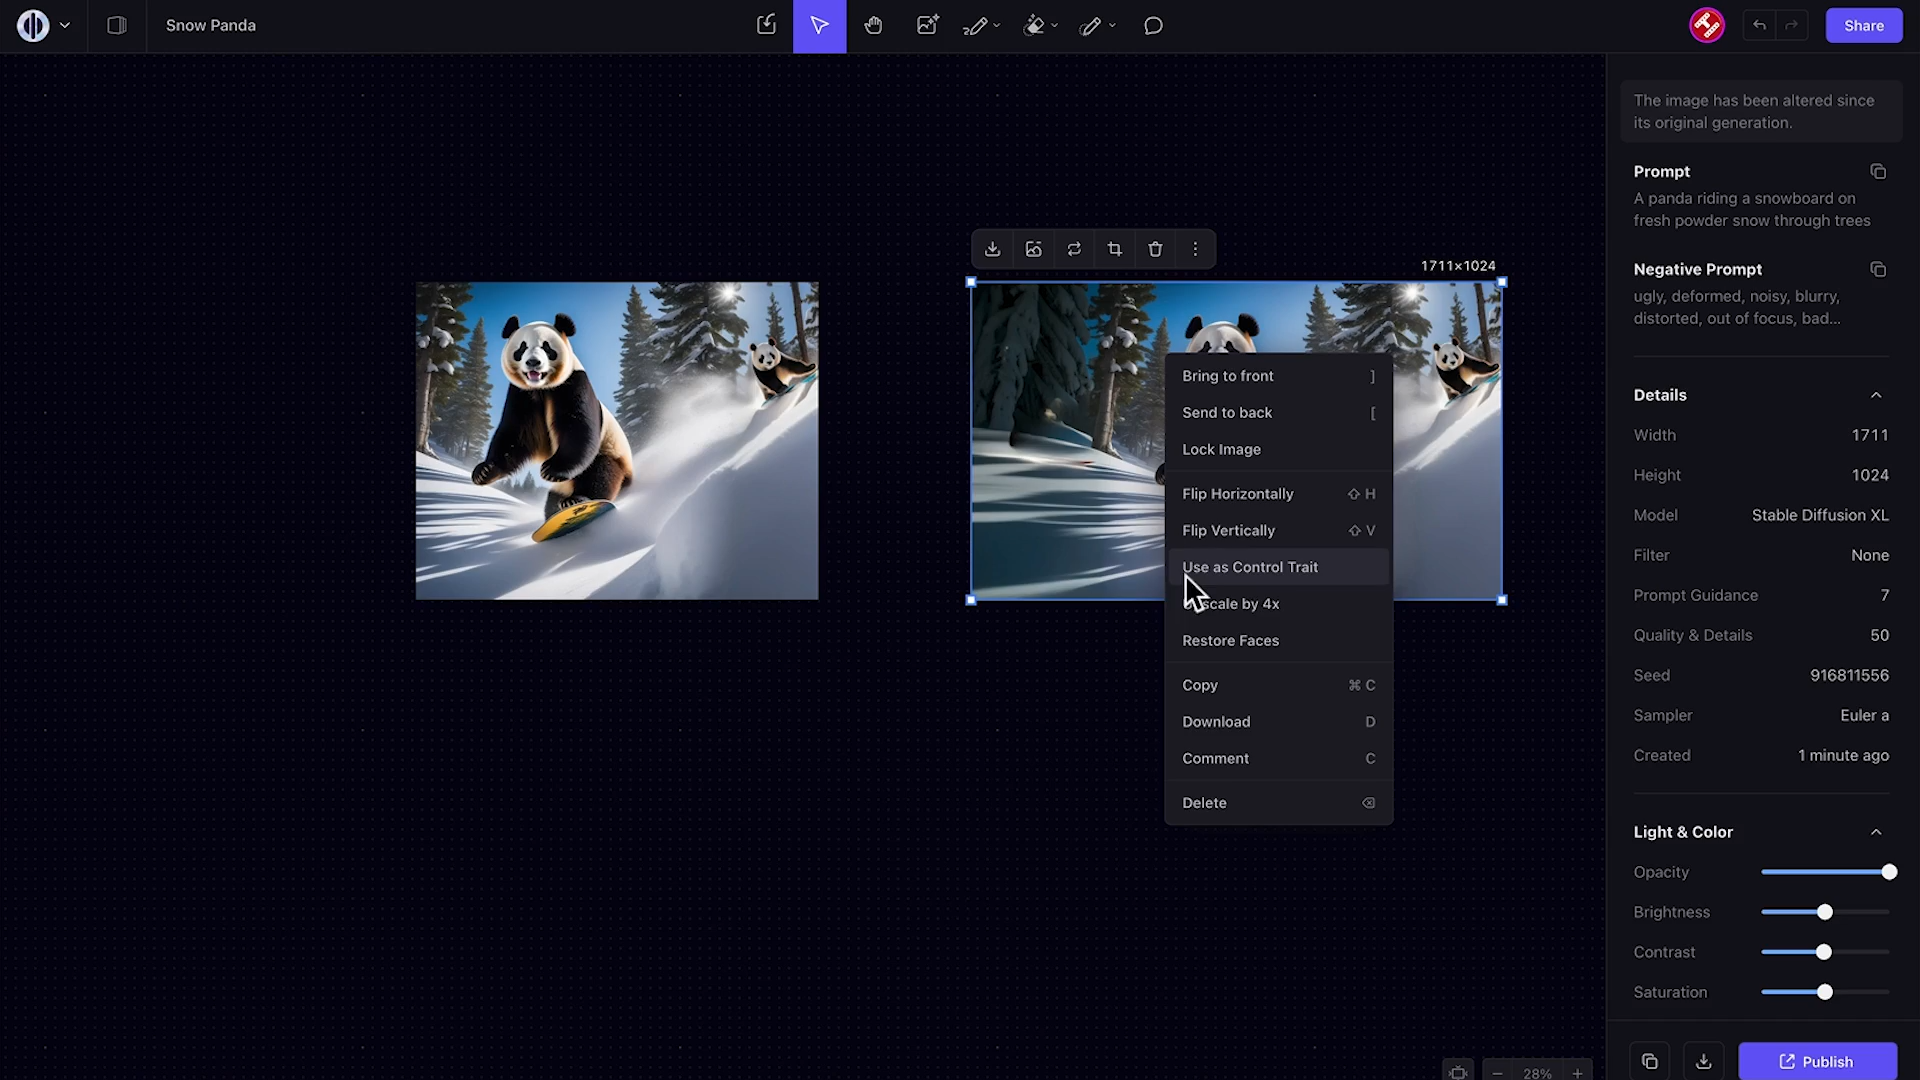 Snow Panda
Share
The image has been altered since
its original generation.
Prompt
A panda riding a snowboard on
fresh powder snow through trees
Negative Prompt
ugly, deformed, noisy, blurry,
distorted, out of focus, bad...
1711×1024
Bring to front ]
Send to back [
Lock Image
Flip Horizontally ⇧ H
Flip Vertically ⇧ V
Use as Control Trait
scale by 4x
Restore Faces
Copy ⌘ C
Download D
Comment C
Delete ⌫
Details
Width 1711
Height 1024
Model Stable Diffusion XL
Filter None
Prompt Guidance 7
Quality & Details 50
Seed 916811556
Sampler Euler a
Created 1 minute ago
Light & Color
Opacity
Brightness
Contrast
Saturation
28%
Publish